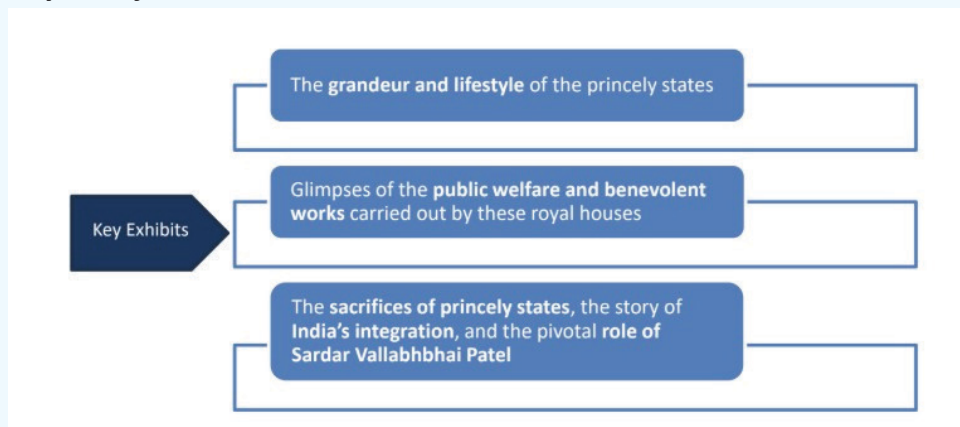 The grandeur and lifestyle of the princely states
Key Exhibits
Glimpses of the public welfare and benevolent
works carried out by these royal houses
The sacrifices of princely states, the story of
India's integration, and the pivotal role of
Sardar Vallabhbhai Patel